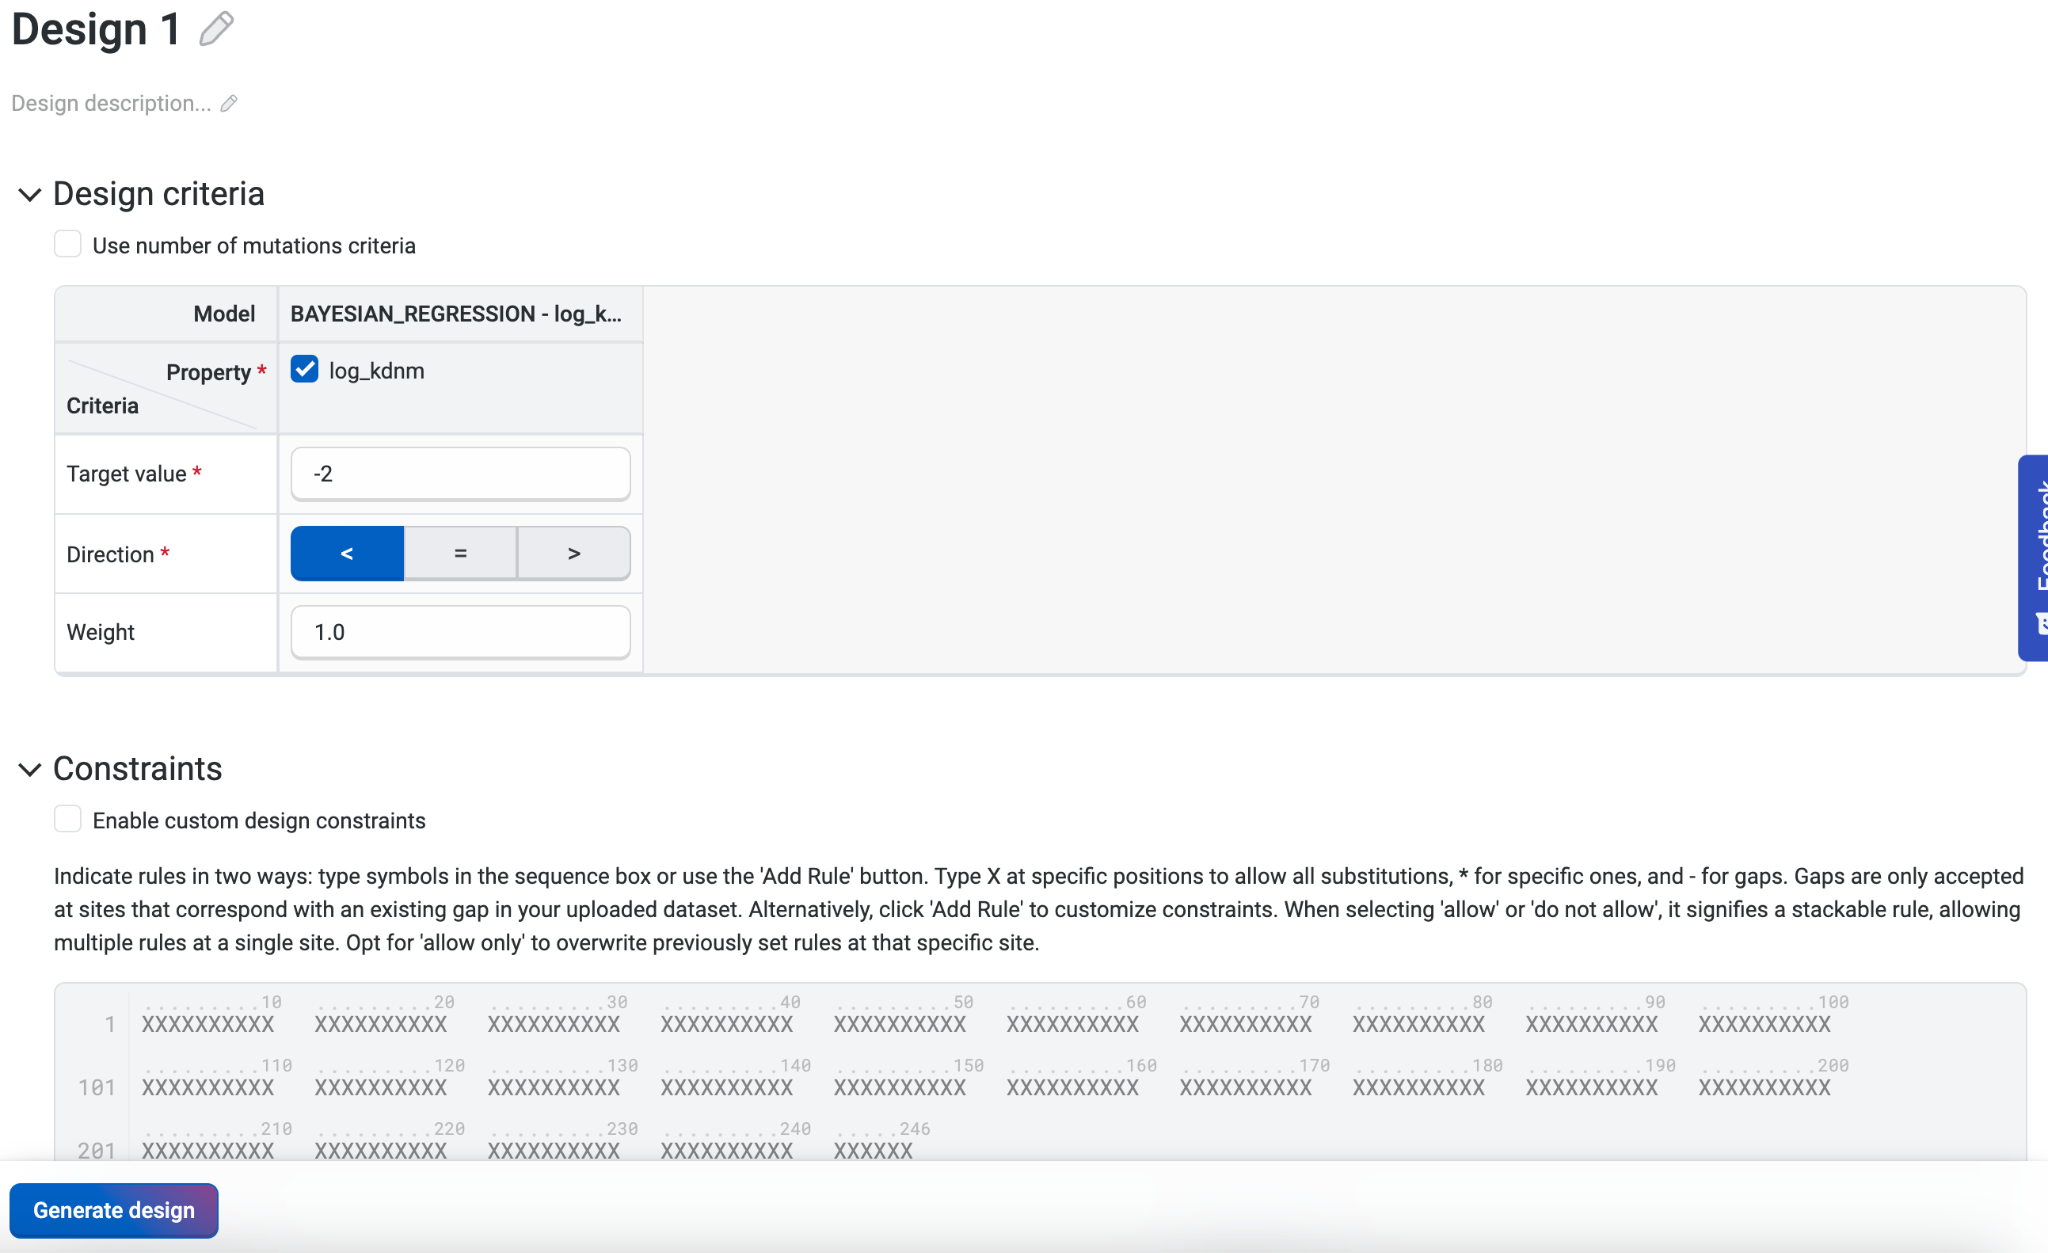 Design 1
Design description...
Design criteria
Use number of mutations criteria
Model BAYESIAN_REGRESSION - log_k...
Property * log_kdnm
Criteria
Target value * -2
Direction * < = >
Weight 1.0
Feedback
Constraints
Enable custom design constraints
Indicate rules in two ways: type symbols in the sequence box or use the 'Add Rule' button. Type X at specific positions to allow all substitutions, * for specific ones, and - for gaps. Gaps are only accepted
at sites that correspond with an existing gap in your uploaded dataset. Alternatively, click 'Add Rule' to customize constraints. When selecting 'allow' or 'do not allow', it signifies a stackable rule, allowing
multiple rules at a single site. Opt for 'allow only' to overwrite previously set rules at that specific site.
.........10 .........20 .........30 .........40 .........50 .........60 .........70 .........80 .........90 .........100
1 XXXXXXXXXX XXXXXXXXXX XXXXXXXXXX XXXXXXXXXX XXXXXXXXXX XXXXXXXXXX XXXXXXXXXX XXXXXXXXXX XXXXXXXXXX XXXXXXXXXX
.........110 .........120 .........130 .........140 .........150 .........160 .........170 .........180 .........190 .........200
101 XXXXXXXXXX XXXXXXXXXX XXXXXXXXXX XXXXXXXXXX XXXXXXXXXX XXXXXXXXXX XXXXXXXXXX XXXXXXXXXX XXXXXXXXXX XXXXXXXXXX
.........210 .........220 .........230 .........240 .....246
201 XXXXXXXXXX XXXXXXXXXX XXXXXXXXXX XXXXXXXXXX XXXXXX
Generate design